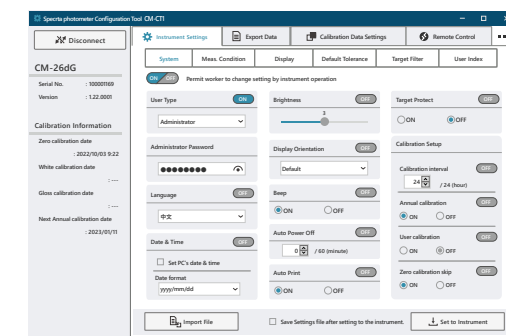 Specrta photometer Configuration Tool CM-CT1
Disconnect
CM-26dG
Serial No. : 100001169
Version : 1.22.0001
Calibration Information
Zero calibration date
: 2022/10/03 9:22
White calibration date
: ---
Gloss calibration date
: ---
Next Annual calibration date
: 2023/01/11
Instrument Settings
Export Data
Calibration Data Settings
Remote Control
System
Meas. Condition
Display
Default Tolerance
Target Filter
User Index
ON OFF Permit worker to change setting by instrument operation
User Type ON
Administrator
Administrator Password
Language OFF
中文
Date & Time OFF
Set PC's date & time
Date format
yyyy/mm/dd
Brightness OFF
3
Display Orientation OFF
Default
Beep OFF
ON OFF
Auto Power Off OFF
0 / 60 (minute)
Auto Print OFF
ON OFF
Target Protect OFF
ON OFF
Calibration Setup
Calibration interval OFF
24 / 24 (hour)
Annual calibration OFF
ON OFF
User calibration OFF
ON OFF
Zero calibration skip OFF
ON OFF
Import File
Save Settings file after setting to the instrument.
Set to Instrument